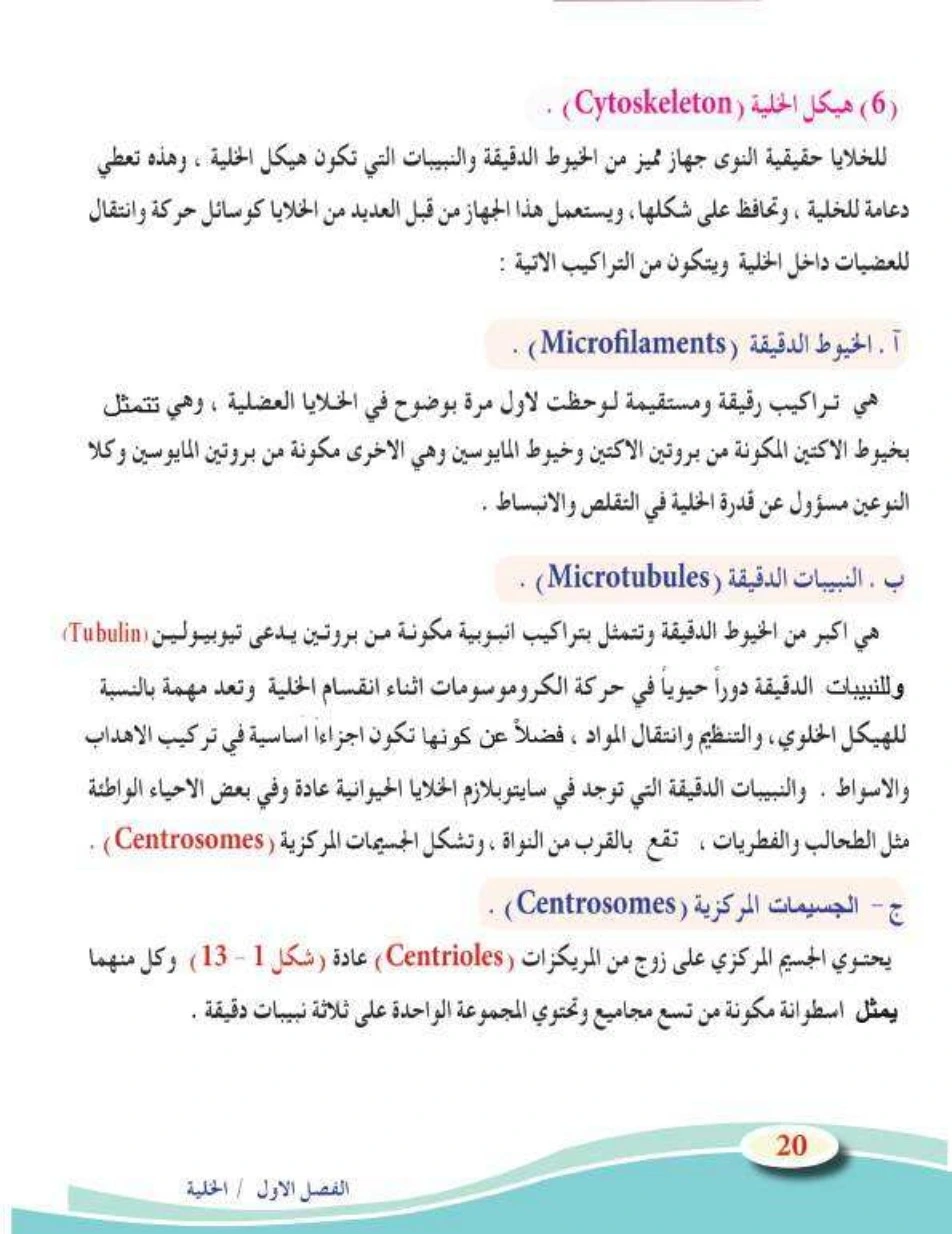 (6) هيكل الخلية (Cytoskeleton) .
للخلايا حقيقية النوى جهاز مميز من الخيوط الدقيقة والنبيبات التي تكون هيكل الخلية ، وهذه تعطي
دعامة للخلية ، وتحافظ على شكلها، ويستعمل هذا الجهاز من قبل العديد من الخلايا كوسائل حركة وانتقال
للعضيات داخل الخلية ويتكون من التراكيب الاتية :
آ . الخيوط الدقيقة (Microfilaments) .
هي تراكيب رقيقة ومستقيمة لوحظت لاول مرة بوضوح في الخلايا العضلية ، وهي تتمثل
بخيوط الاكتين المكونة من بروتين الاكتين وخيوط المايوسين وهي الاخرى مكونة من بروتين المايوسين وكلا
النوعين مسؤول عن قدرة الخلية في التقلص والانبساط .
ب . النبيبات الدقيقة (Microtubules) .
هي اكبر من الخيوط الدقيقة وتتمثل بتراكيب انبوبية مكونة من بروتين يدعى تيوبيولين (Tubulin)
وللنبيبات الدقيقة دوراً حيوياً في حركة الكروموسومات اثناء انقسام الخلية وتعد مهمة بالنسبة
للهيكل الخلوي، والتنظيم وانتقال المواد ، فضلاً عن كونها تكون اجزاءاً اساسية في تركيب الاهداب
والاسواط . والنبيبات الدقيقة التي توجد في سايتوبلازم الخلايا الحيوانية عادة وفي بعض الاحياء الواطئة
مثل الطحالب والفطريات ، تقع بالقرب من النواة ، وتشكل الجسيمات المركزية (Centrosomes) .
ج - الجسيمات المركزية (Centrosomes) .
يحتوي الجسيم المركزي على زوج من المريكزات (Centrioles) عادة (شكل 1 - 13) وكل منهما
يمثل اسطوانة مكونة من تسع مجاميع وتحتوي المجموعة الواحدة على ثلاثة نبيبات دقيقة .
20
الفصل الاول / الخلية